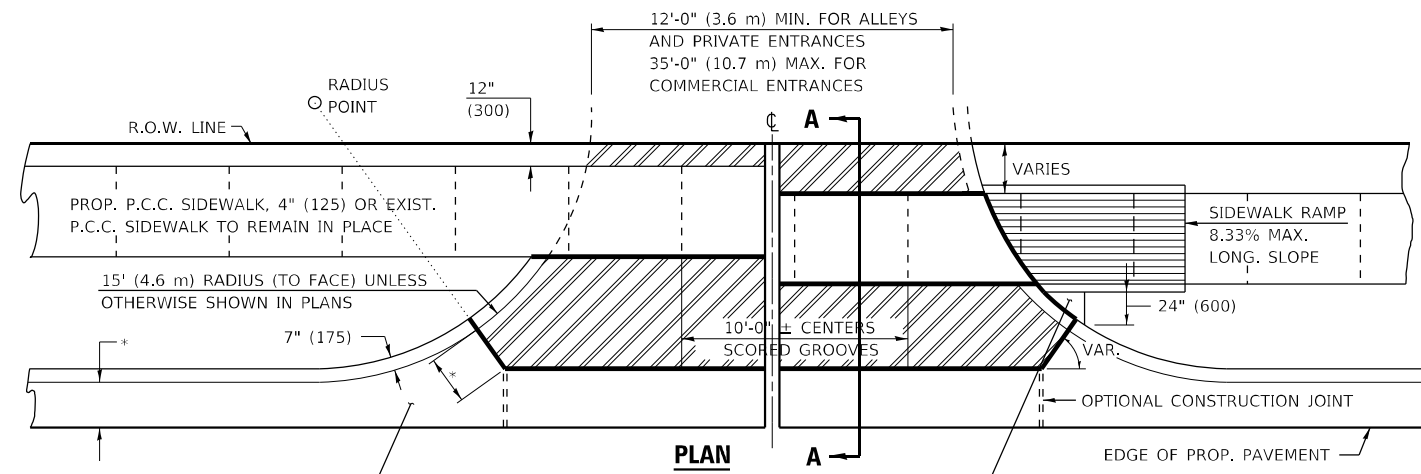 12'-0" (3.6 m) MIN. FOR ALLEYS
AND PRIVATE ENTRANCES
35'-0" (10.7 m) MAX. FOR
COMMERCIAL ENTRANCES
RADIUS
POINT
12"
(300)
R.O.W. LINE
℄
A
VARIES
PROP. P.C.C. SIDEWALK, 4" (125) OR EXIST.
P.C.C. SIDEWALK TO REMAIN IN PLACE
SIDEWALK RAMP
8.33% MAX.
LONG. SLOPE
15' (4.6 m) RADIUS (TO FACE) UNLESS
OTHERWISE SHOWN IN PLANS
24" (600)
10'-0" ± CENTERS
SCORED GROOVES
7" (175)
*
*
VAR.
OPTIONAL CONSTRUCTION JOINT
PLAN
A
EDGE OF PROP. PAVEMENT